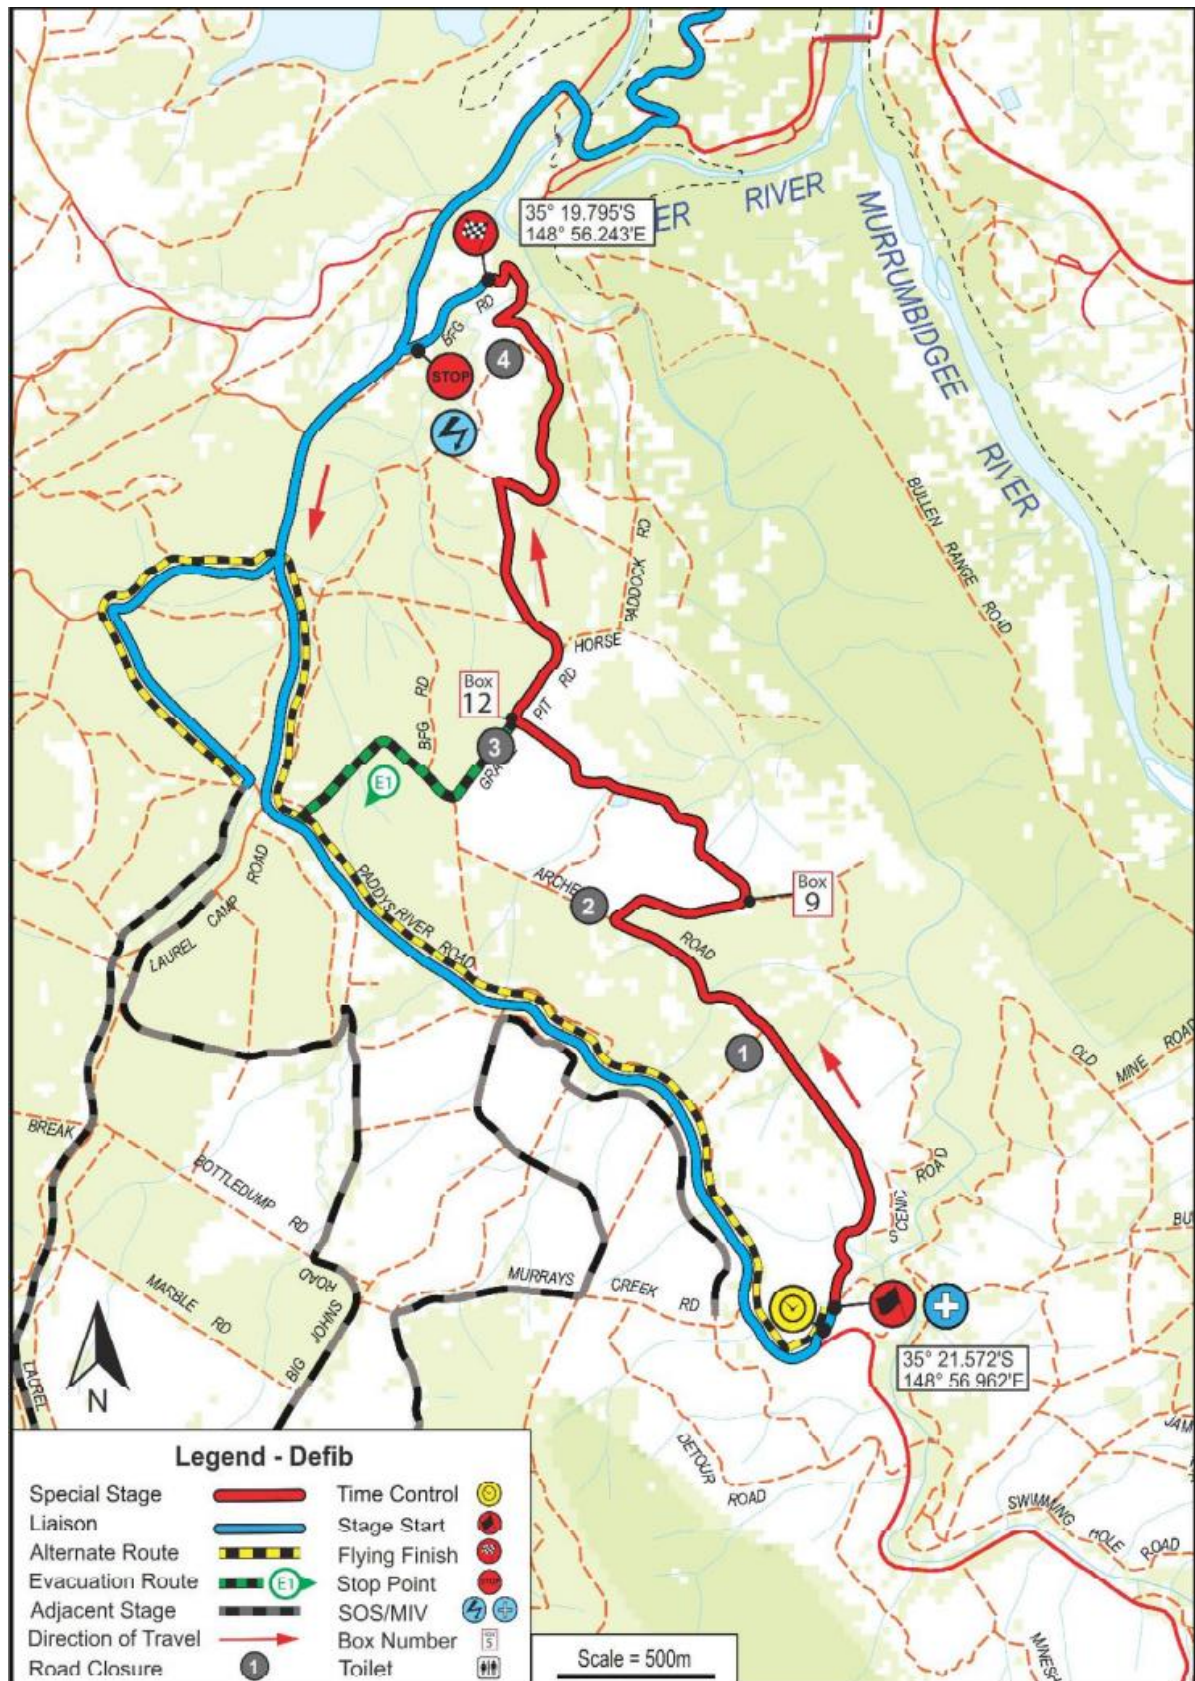 35° 19.795'S
148° 56.243'E
ER RIVER
MURRUMBIDGEE
RIVER
BFG RD
4
STOP
BULLEN RANGE ROAD
PADDOCK RD
HORSE
PIT RD
Box
12
BFG RD
3
E1
ARCHE
2
ROAD
Box
9
PADDYS RIVER ROAD
LAUREL CAMP ROAD
1
OLD MINE ROAD
BREAK
BOTTLEDUMP RD
SCENIC ROAD
BU
MARBLE RD
BIG JOHNS ROAD
MURRAYS CREEK RD
35° 21.572'S
148° 56.962'E
LAUREL
N
DETOUR ROAD
JAM
SWIMMING HOLE ROAD
MINESH
Legend - Defib
Special Stage Time Control
Liaison Stage Start
Alternate Route Flying Finish
Evacuation Route E1 Stop Point STOP
Adjacent Stage SOS/MIV
Direction of Travel Box Number 5
Road Closure 1 Toilet
Scale = 500m